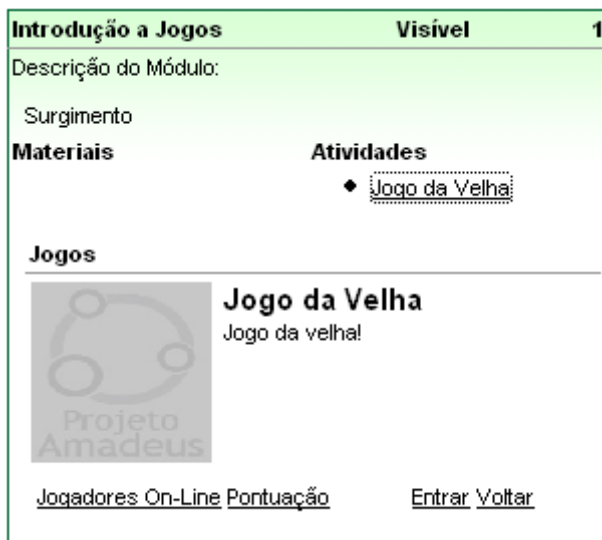 Introdução a Jogos Visível 1
Descrição do Módulo:
Surgimento
Materiais Atividades
Jogo da Velha
Jogos
Jogo da Velha
Jogo da velha!
Projeto
Amadeus
Jogadores On-Line Pontuação Entrar Voltar